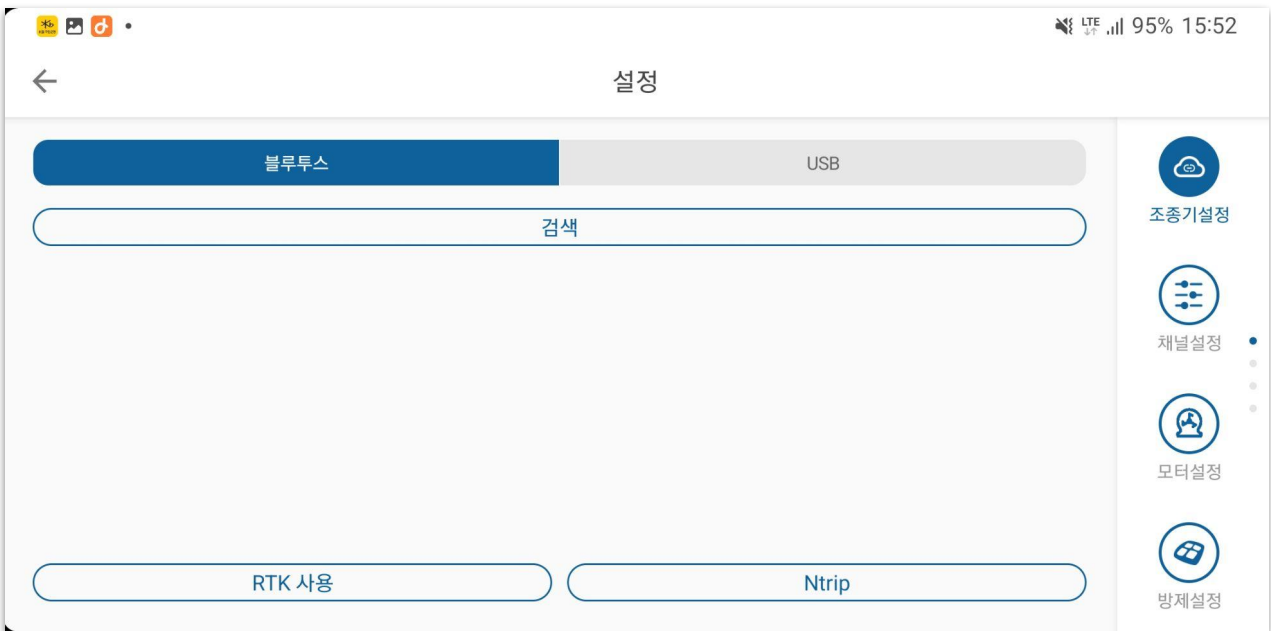 LTE 95% 15:52
설정
블루투스 USB
조종기설정
검색
채널설정
모터설정
RTK 사용 Ntrip
방제설정